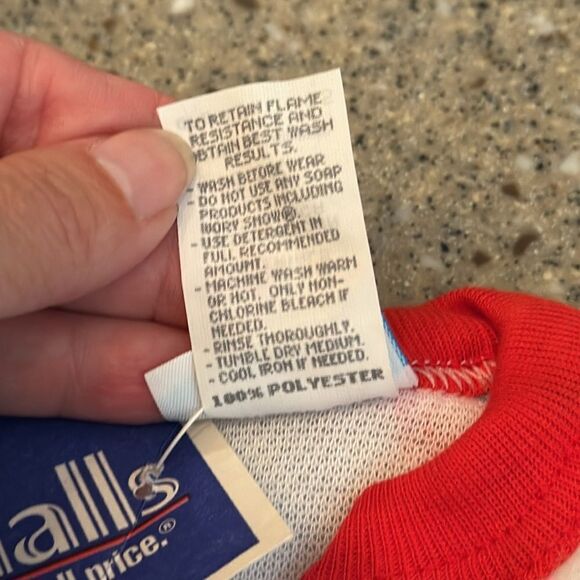 TO RETAIN FLAME
RESISTANCE AND
OBTAIN BEST WASH
RESULTS.
- WASH BEFORE WEAR
- DO NOT USE ANY SOAP
PRODUCTS INCLUDING
IVORY SNOW®.
- USE DETERGENT IN
FULL RECOMMENDED
AMOUNT.
- MACHINE WASH WARM
OR HOT. ONLY NON-
CHLORINE BLEACH IF
NEEDED.
- RINSE THOROUGHLY.
- TUMBLE DRY MEDIUM.
- COOL IRON IF NEEDED.
100% POLYESTER
alls
price.®